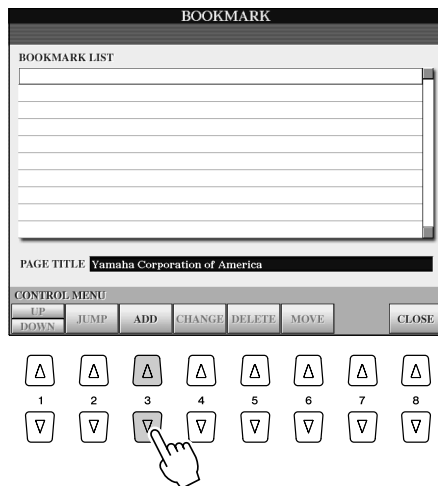 BOOKMARK
BOOKMARK LIST
PAGE TITLE Yamaha Corporation of America
CONTROL MENU
UP
DOWN
JUMP ADD CHANGE DELETE MOVE CLOSE
1 2 3 4 5 6 7 8